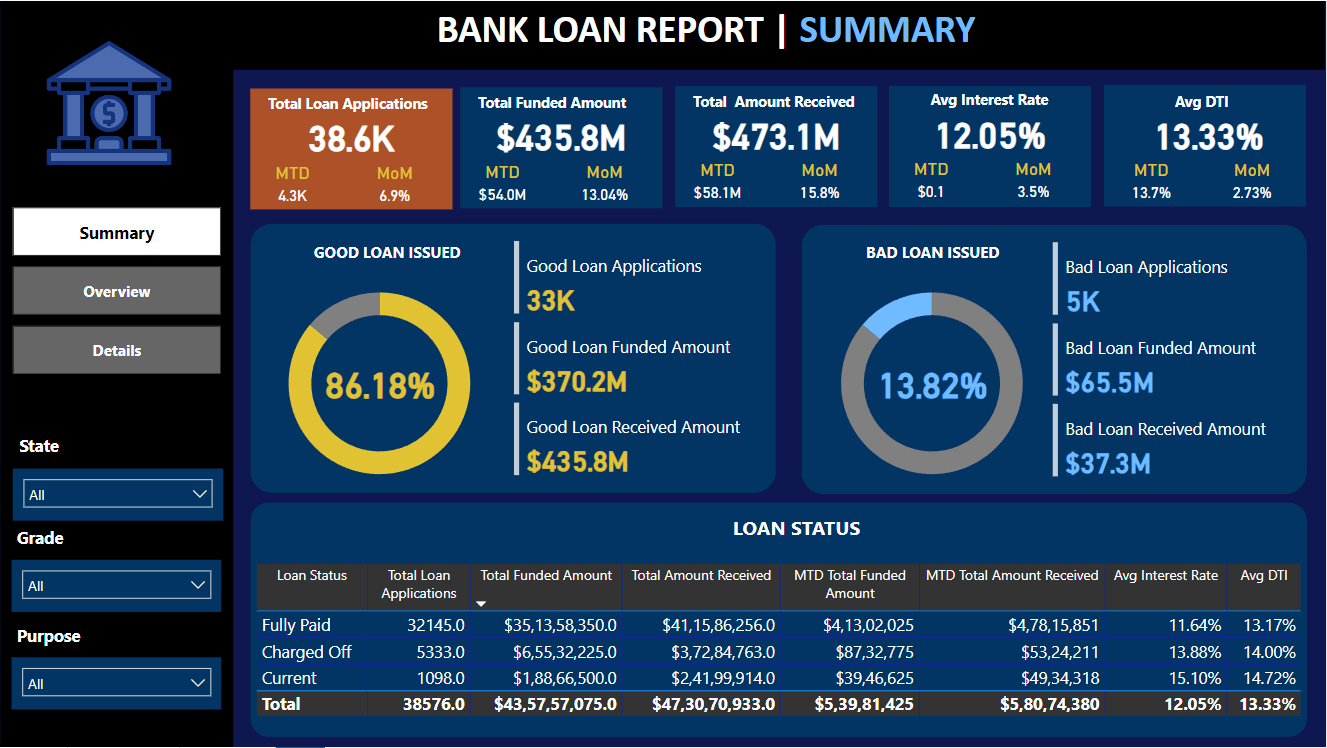 BANK LOAN REPORT | SUMMARY
$
Summary
Overview
Details
State
All
Grade
All
Purpose
All
Total Loan Applications
38.6K
MTD MoM
4.3K 6.9%
Total Funded Amount
$435.8M
MTD MoM
$54.0M 13.04%
Total Amount Received
$473.1M
MTD MoM
$58.1M 15.8%
Avg Interest Rate
12.05%
MTD MoM
$0.1 3.5%
Avg DTI
13.33%
MTD MoM
13.7% 2.73%
GOOD LOAN ISSUED
86.18%
Good Loan Applications
33K
Good Loan Funded Amount
$370.2M
Good Loan Received Amount
$435.8M
BAD LOAN ISSUED
13.82%
Bad Loan Applications
5K
Bad Loan Funded Amount
$65.5M
Bad Loan Received Amount
$37.3M
LOAN STATUS
Loan Status Total Loan Applications Total Funded Amount Total Amount Received MTD Total Funded Amount MTD Total Amount Received Avg Interest Rate Avg DTI
Fully Paid 32145.0 $35,13,58,350.0 $41,15,86,256.0 $4,13,02,025 $4,78,15,851 11.64% 13.17%
Charged Off 5333.0 $6,55,32,225.0 $3,72,84,763.0 $87,32,775 $53,24,211 13.88% 14.00%
Current 1098.0 $1,88,66,500.0 $2,41,99,914.0 $39,46,625 $49,34,318 15.10% 14.72%
Total 38576.0 $43,57,57,075.0 $47,30,70,933.0 $5,39,81,425 $5,80,74,380 12.05% 13.33%